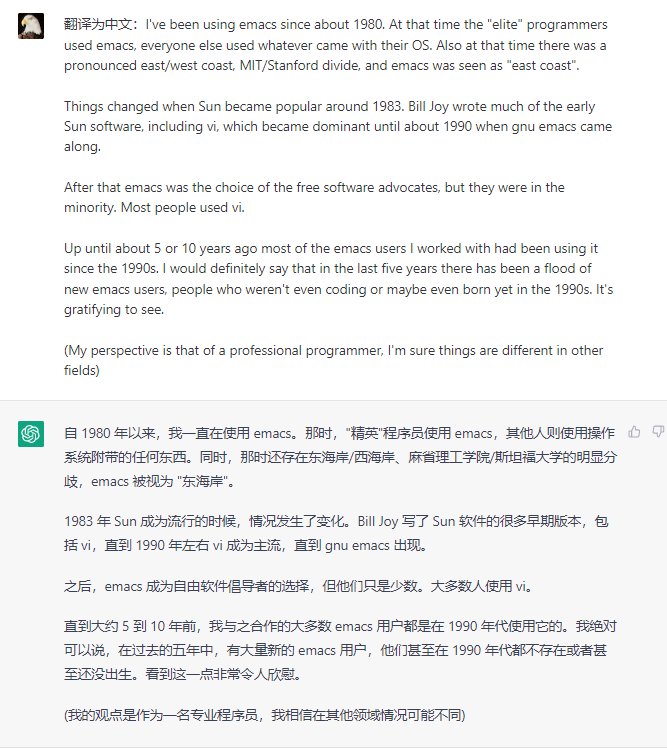 翻译为中文：I've been using emacs since about 1980. At that time the "elite" programmers
used emacs, everyone else used whatever came with their OS. Also at that time there was a
pronounced east/west coast, MIT/Stanford divide, and emacs was seen as "east coast".
Things changed when Sun became popular around 1983. Bill Joy wrote much of the early
Sun software, including vi, which became dominant until about 1990 when gnu emacs came
along.
After that emacs was the choice of the free software advocates, but they were in the
minority. Most people used vi.
Up until about 5 or 10 years ago most of the emacs users I worked with had been using it
since the 1990s. I would definitely say that in the last five years there has been a flood of
new emacs users, people who weren't even coding or maybe even born yet in the 1990s. It's
gratifying to see.
(My perspective is that of a professional programmer, I'm sure things are different in other
fields)
自 1980 年以来，我一直在使用 emacs。那时，"精英"程序员使用 emacs，其他人则使用操作
系统附带的任何东西。同时，那时还存在东海岸/西海岸、麻省理工学院/斯坦福大学的明显分
歧，emacs 被视为 "东海岸"。
1983 年 Sun 成为流行的时候，情况发生了变化。Bill Joy 写了 Sun 软件的很多早期版本，包
括 vi，直到 1990 年左右 vi 成为主流，直到 gnu emacs 出现。
之后，emacs 成为自由软件倡导者的选择，但他们只是少数。大多数人使用 vi。
直到大约 5 到 10 年前，我与之合作的大多数 emacs 用户都是在 1990 年代使用它的。我绝对
可以说，在过去的五年中，有大量新的 emacs 用户，他们甚至在 1990 年代都不存在或者甚
至还没出生。看到这一点非常令人欣慰。
(我的观点是作为一名专业程序员，我相信在其他领域情况可能不同)